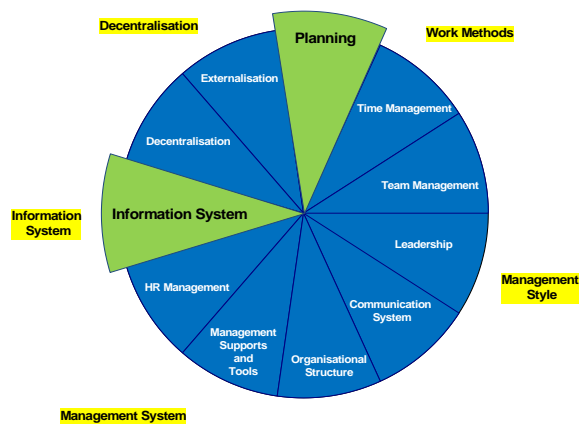 Decentralisation
Planning
Work Methods
Externalisation
Time Management
Decentralisation
Team Management
Information System
Information
System
Leadership
HR Management
Management
Style
Communication
System
Management
Supports
and
Tools
Organisational
Structure
Management System